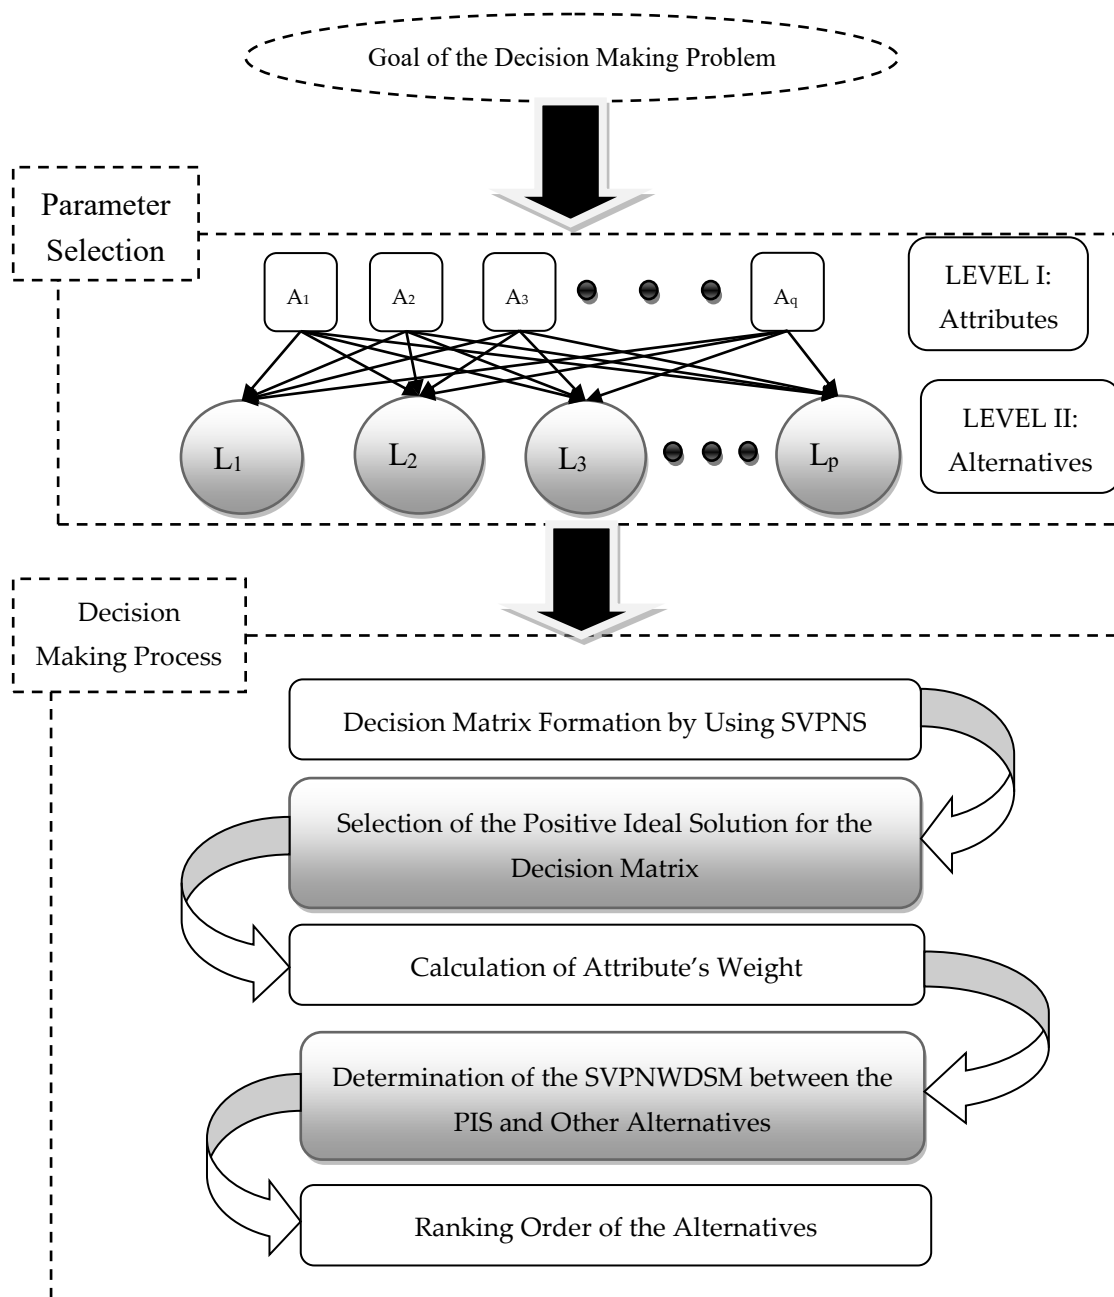 Goal of the Decision Making Problem
Parameter
Selection
A1
A2
A3
Aq
LEVEL I:
Attributes
L1
L2
L3
Lp
LEVEL II:
Alternatives
Decision
Making Process
Decision Matrix Formation by Using SVPNS
Selection of the Positive Ideal Solution for the
Decision Matrix
Calculation of Attribute’s Weight
Determination of the SVPNWDSM between the
PIS and Other Alternatives
Ranking Order of the Alternatives